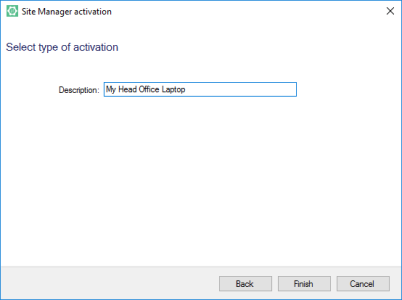 Site Manager activation
Select type of activation
Description: My Head Office Laptop
Back Finish Cancel